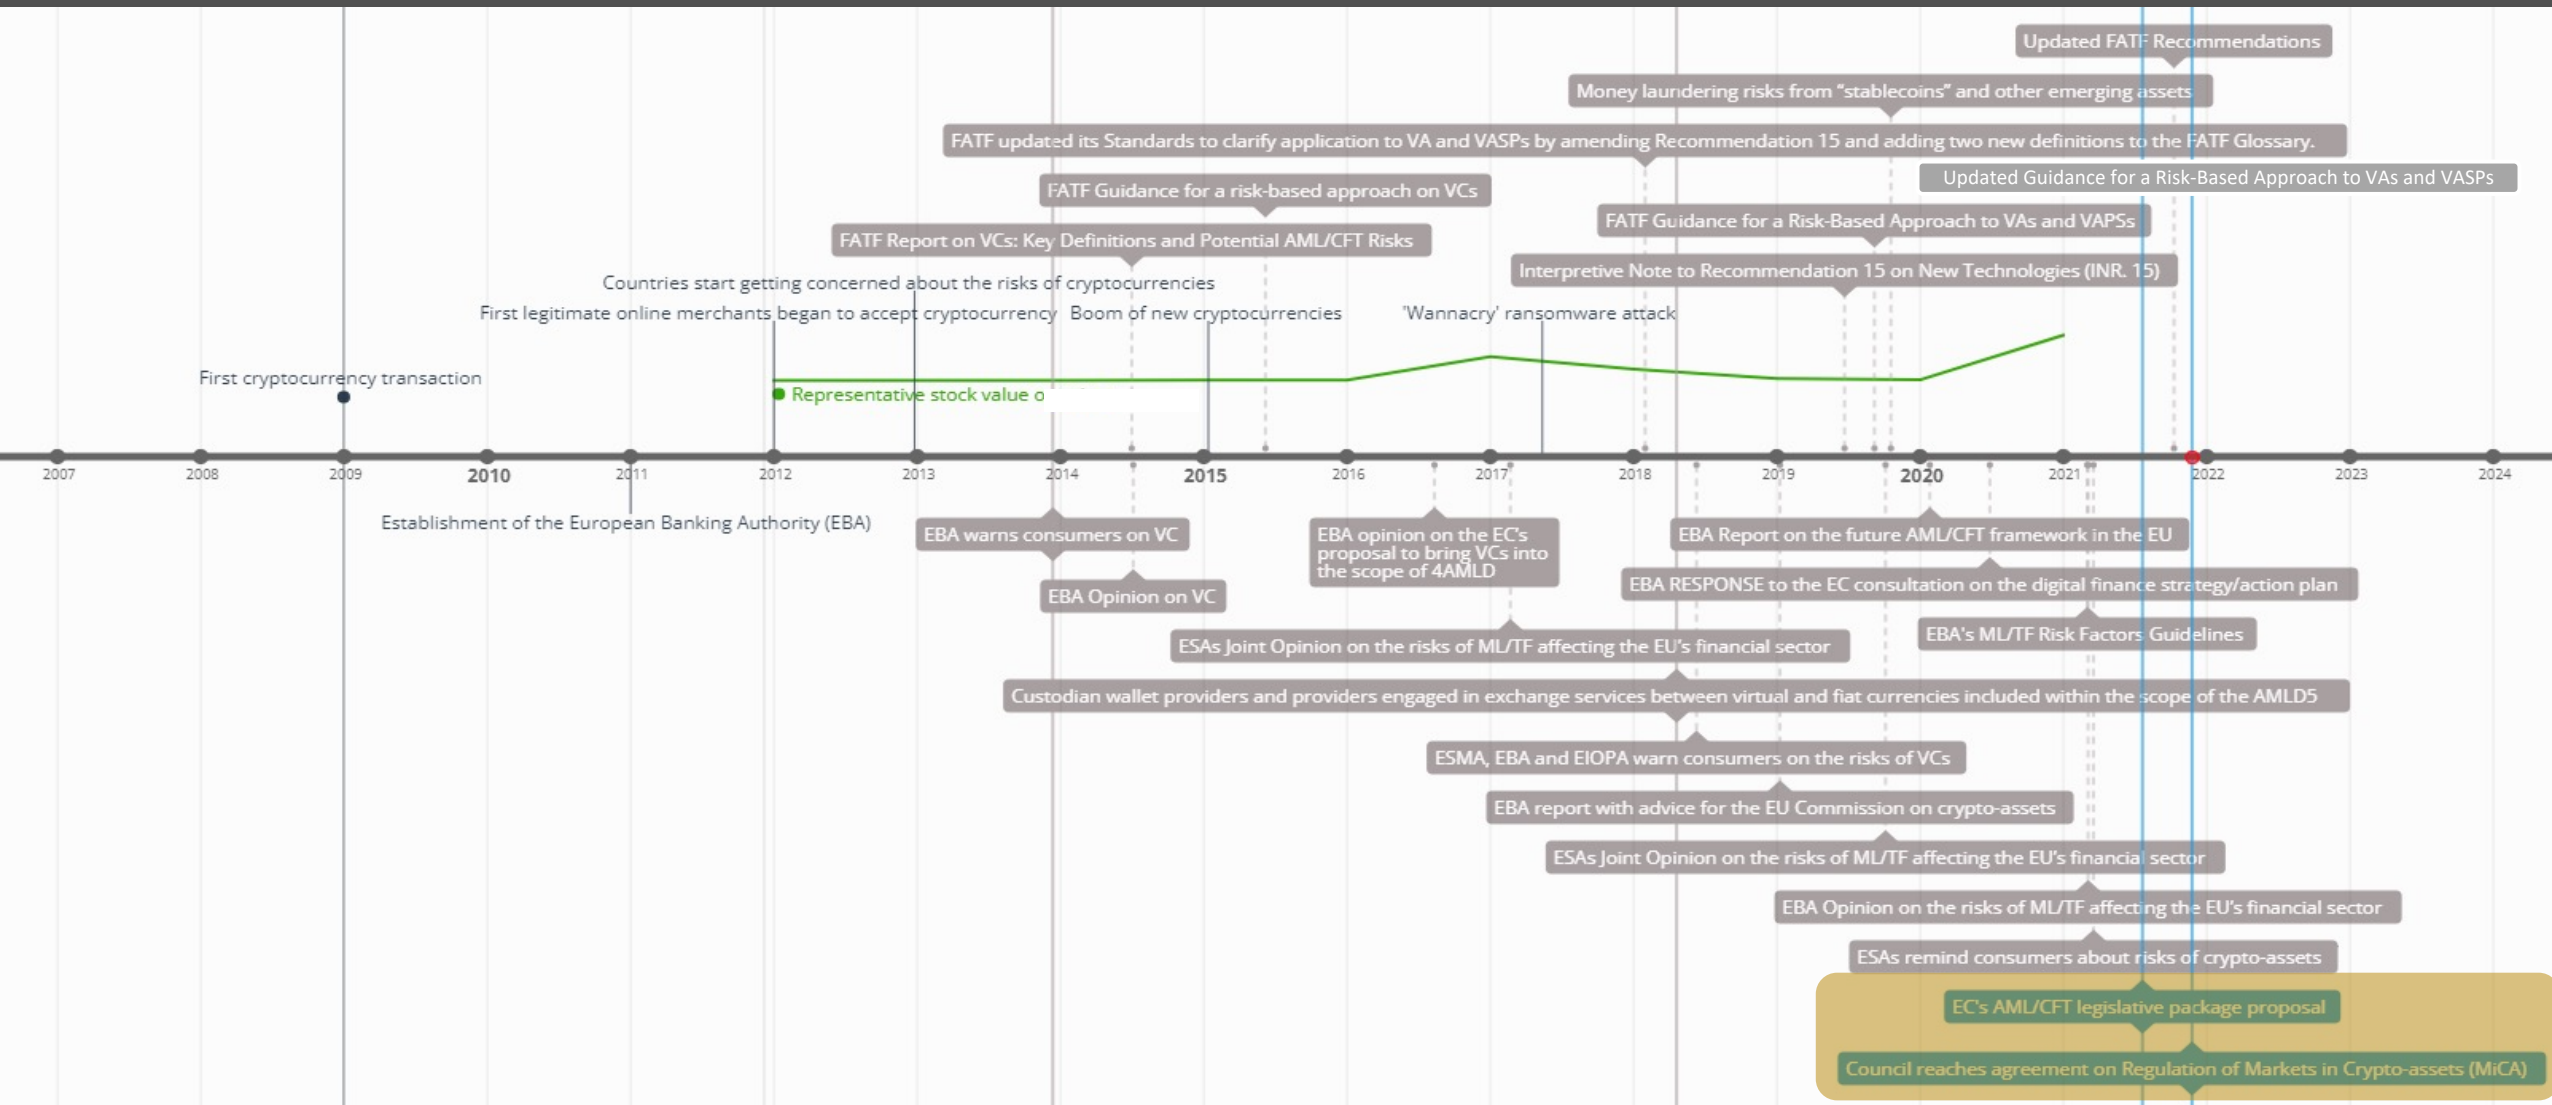 Updated FATF Recommendations
Money laundering risks from “stablecoins” and other emerging assets
FATF updated its Standards to clarify application to VA and VASPs by amending Recommendation 15 and adding two new definitions to the FATF Glossary.
Updated Guidance for a Risk-Based Approach to VAs and VASPs
FATF Guidance for a risk-based approach on VCs
FATF Guidance for a Risk-Based Approach to VAs and VAPSs
FATF Report on VCs: Key Definitions and Potential AML/CFT Risks
Interpretive Note to Recommendation 15 on New Technologies (INR. 15)
Countries start getting concerned about the risks of cryptocurrencies
First legitimate online merchants began to accept cryptocurrency
Boom of new cryptocurrencies
'Wannacry' ransomware attack
First cryptocurrency transaction
Representative stock value o
2007 2008 2009 2010 2011 2012 2013 2014 2015 2016 2017 2018 2019 2020 2021 2022 2023 2024
Establishment of the European Banking Authority (EBA)
EBA warns consumers on VC
EBA opinion on the EC's
proposal to bring VCs into
the scope of 4AMLD
EBA Report on the future AML/CFT framework in the EU
EBA RESPONSE to the EC consultation on the digital finance strategy/action plan
EBA Opinion on VC
EBA's ML/TF Risk Factors Guidelines
ESAs Joint Opinion on the risks of ML/TF affecting the EU's financial sector
Custodian wallet providers and providers engaged in exchange services between virtual and fiat currencies included within the scope of the AMLD5
ESMA, EBA and EIOPA warn consumers on the risks of VCs
EBA report with advice for the EU Commission on crypto-assets
ESAs Joint Opinion on the risks of ML/TF affecting the EU's financial sector
EBA Opinion on the risks of ML/TF affecting the EU's financial sector
ESAs remind consumers about risks of crypto-assets
EC's AML/CFT legislative package proposal
Council reaches agreement on Regulation of Markets in Crypto-assets (MiCA)